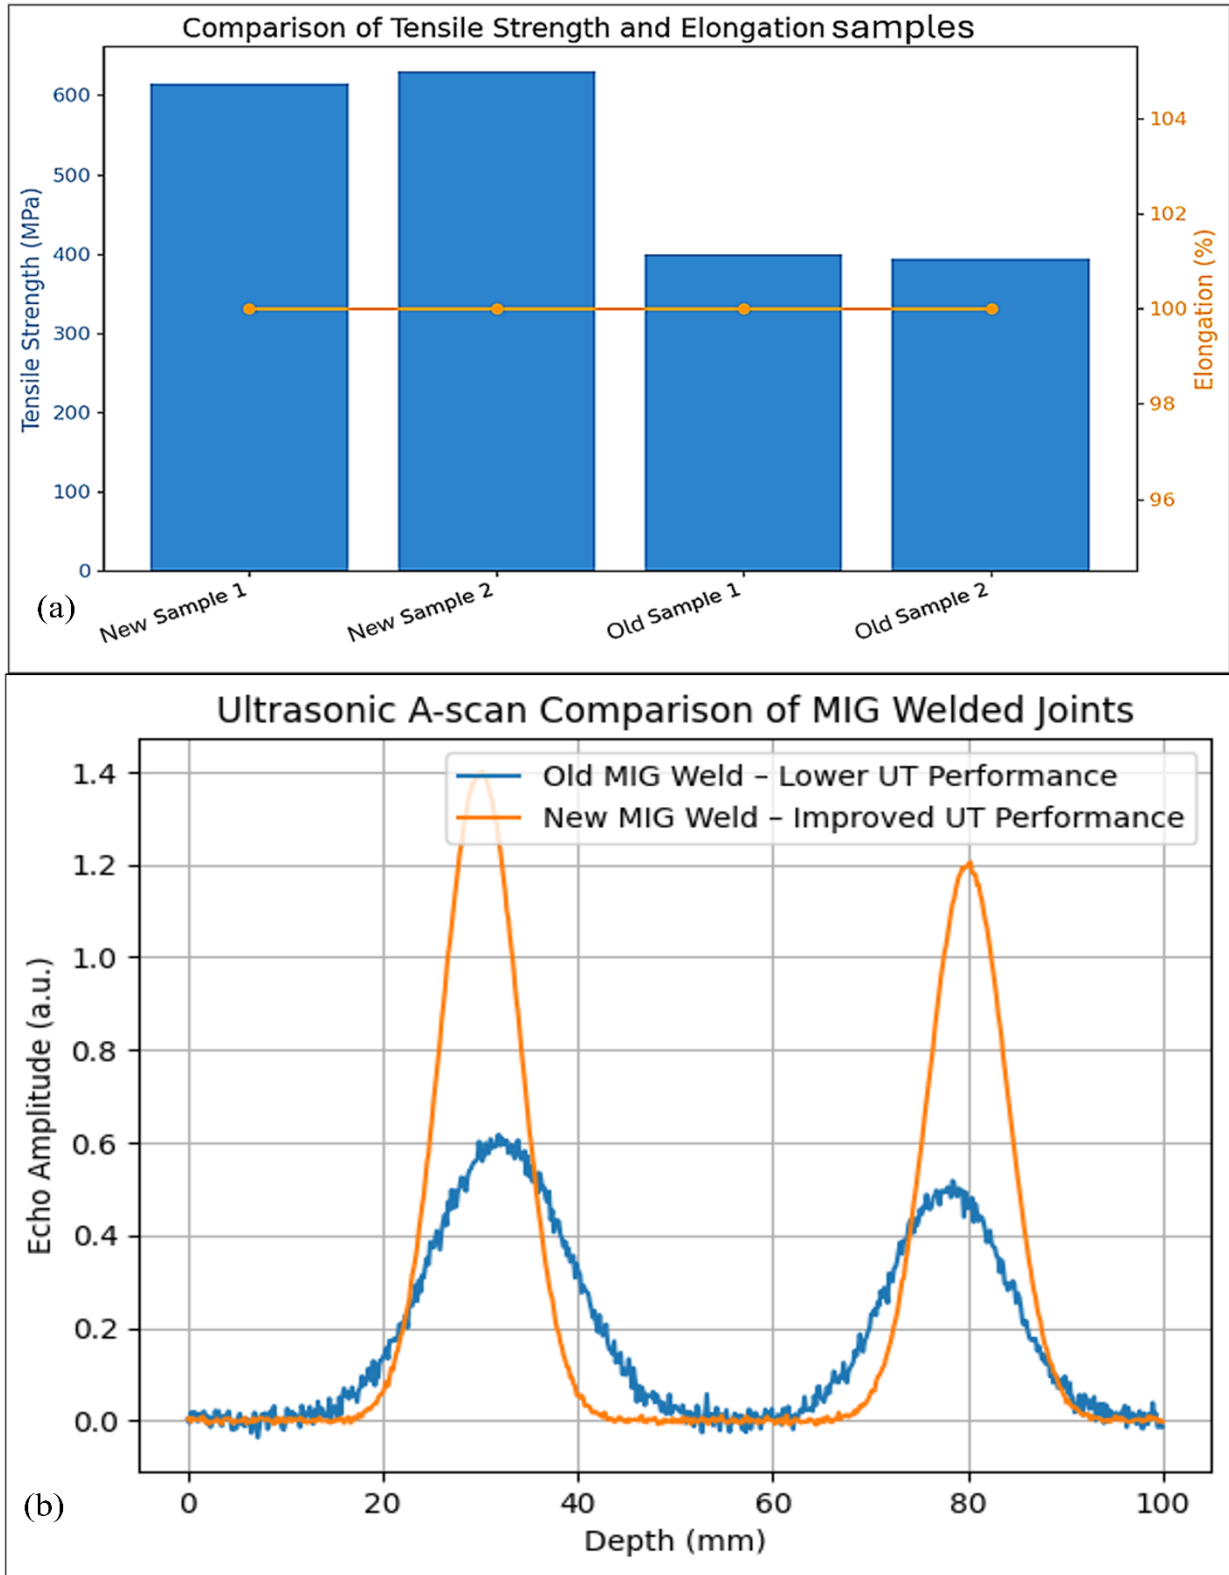 Comparison of Tensile Strength and Elongation samples
600
500
400
300
200
100
0
Tensile Strength (MPa)
104
102
100
98
96
Elongation (%)
New Sample 1
New Sample 2
Old Sample 1
Old Sample 2
(a)
Ultrasonic A-scan Comparison of MIG Welded Joints
Old MIG Weld – Lower UT Performance
New MIG Weld – Improved UT Performance
1.4
1.2
1.0
0.8
0.6
0.4
0.2
0.0
Echo Amplitude (a.u.)
0
20
40
60
80
100
Depth (mm)
(b)